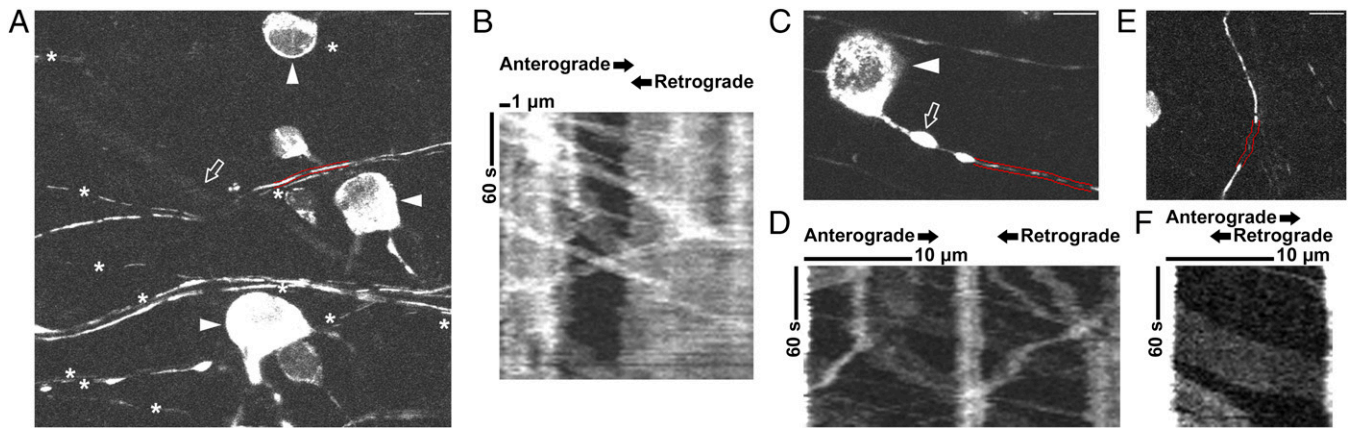 A
B
Anterograde
Retrograde
1 μm
60 s
C
E
D
Anterograde
Retrograde
10 μm
60 s
F
Anterograde
Retrograde
10 μm
60 s